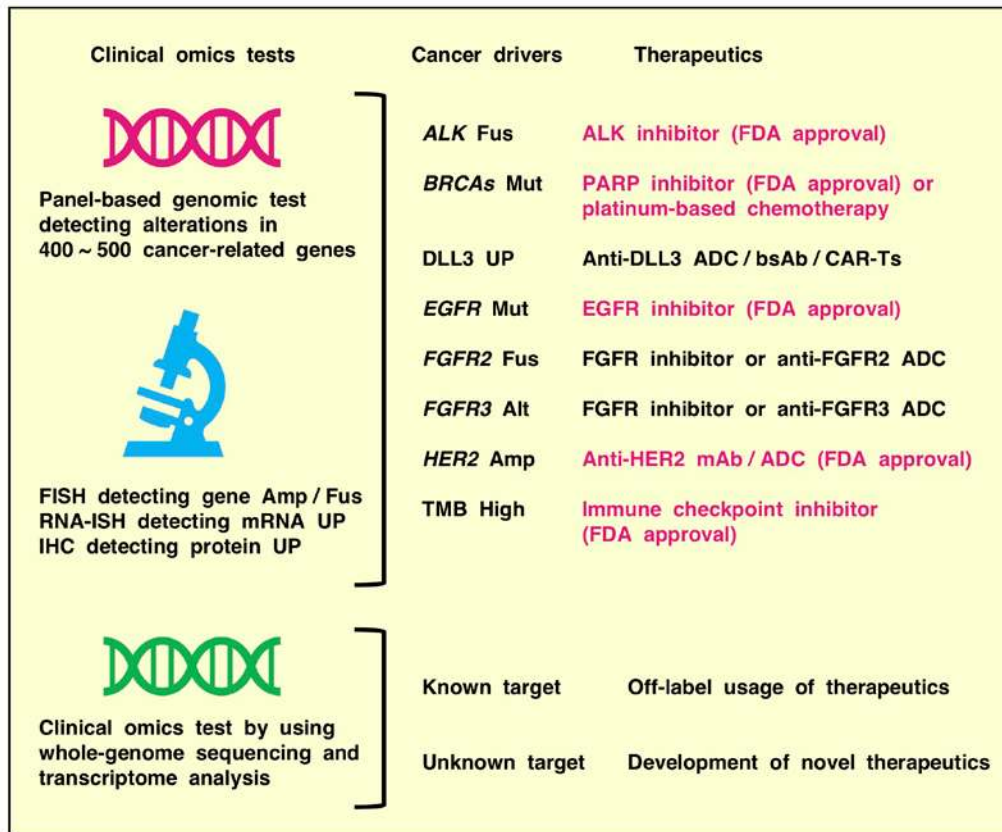 Clinical omics tests
Cancer drivers
Therapeutics
Panel-based genomic test
detecting alterations in
400 ~ 500 cancer-related genes
FISH detecting gene Amp / Fus
RNA-ISH detecting mRNA UP
IHC detecting protein UP
ALK Fus
ALK inhibitor (FDA approval)
BRCAs Mut
PARP inhibitor (FDA approval) or
platinum-based chemotherapy
DLL3 UP
Anti-DLL3 ADC / bsAb / CAR-Ts
EGFR Mut
EGFR inhibitor (FDA approval)
FGFR2 Fus
FGFR inhibitor or anti-FGFR2 ADC
FGFR3 Alt
FGFR inhibitor or anti-FGFR3 ADC
HER2 Amp
Anti-HER2 mAb / ADC (FDA approval)
TMB High
Immune checkpoint inhibitor
(FDA approval)
Clinical omics test by using
whole-genome sequencing and
transcriptome analysis
Known target
Off-label usage of therapeutics
Unknown target
Development of novel therapeutics